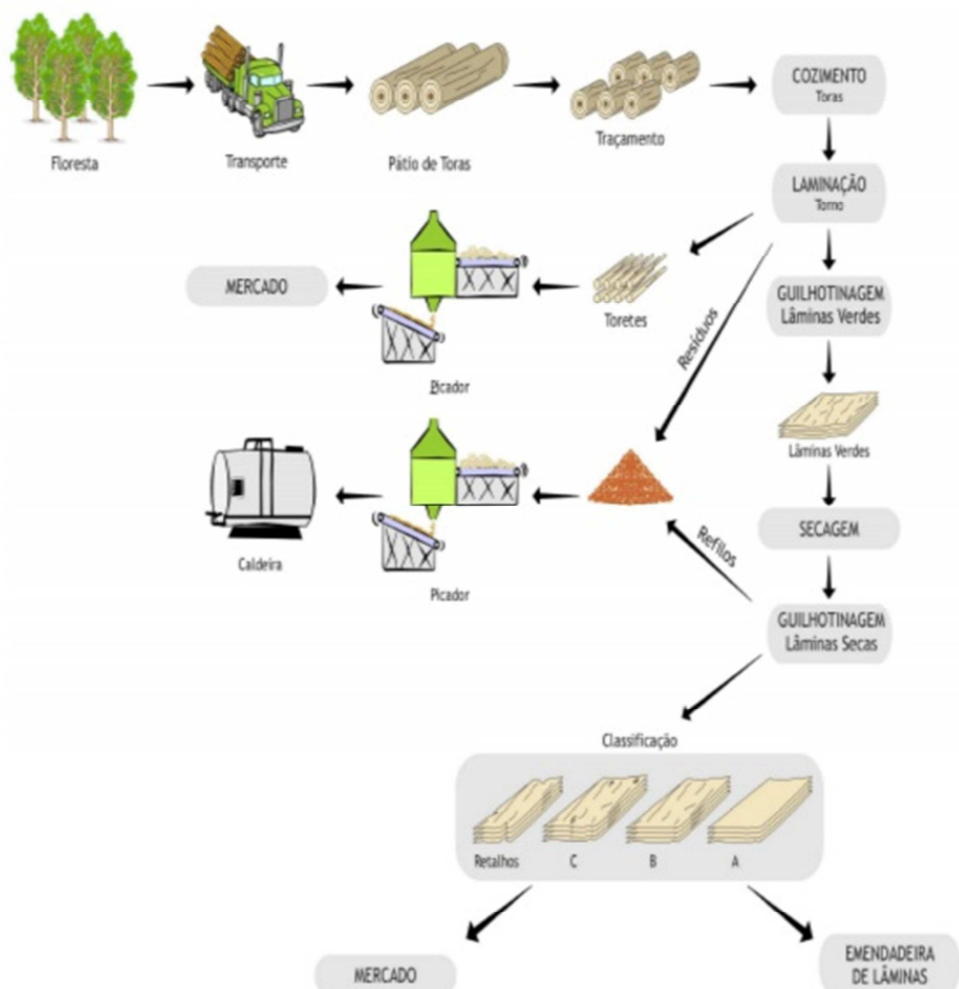 Floresta
Transporte
Pátio de Toras
Traçamento
COZIMENTO
Toras
LAMINAÇÃO
Torno
MERCADO
Picador
Toretes
Resíduos
GUILHOTINAGEM
Lâminas Verdes
Lâminas Verdes
Caldeira
Picador
Refilos
SECAGEM
GUILHOTINAGEM
Lâminas Secas
Classificação
Retalhos
C
B
A
MERCADO
EMENDADEIRA
DE LÂMINAS